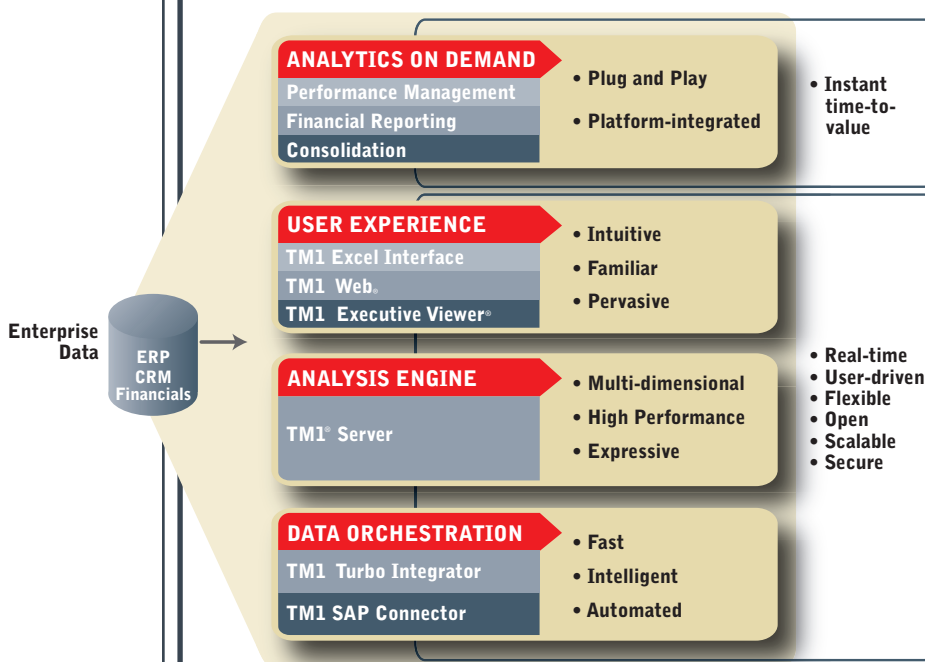 Enterprise
Data
ERP
CRM
Financials
ANALYTICS ON DEMAND
Performance Management
Financial Reporting
Consolidation
• Plug and Play
• Platform-integrated
• Instant
time-to-
value
USER EXPERIENCE
TM1 Excel Interface
TM1 Web®
TM1 Executive Viewer®
• Intuitive
• Familiar
• Pervasive
ANALYSIS ENGINE
TM1® Server
• Multi-dimensional
• High Performance
• Expressive
• Real-time
• User-driven
• Flexible
• Open
• Scalable
• Secure
DATA ORCHESTRATION
TM1 Turbo Integrator
TM1 SAP Connector
• Fast
• Intelligent
• Automated